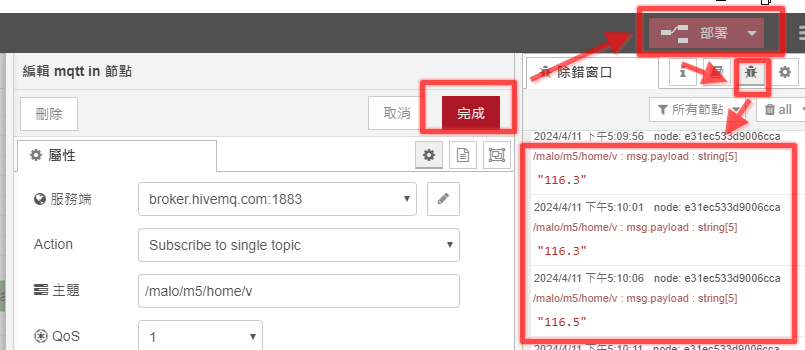 部署
編輯 mqtt in 節點
刪除
取消
完成
屬性
服務端
broker.hivemq.com:1883
Action
Subscribe to single topic
主題
/malo/m5/home/v
QoS
1
除錯窗口
i
所有節點
all
2024/4/11 下午5:09:56 node: e31ec533d9006cca
/malo/m5/home/v : msg.payload : string[5]
"116.3"
2024/4/11 下午5:10:01 node: e31ec533d9006cca
/malo/m5/home/v : msg.payload : string[5]
"116.3"
2024/4/11 下午5:10:06 node: e31ec533d9006cca
/malo/m5/home/v : msg.payload : string[5]
"116.5"
2024/4/11 下午5:10:11 node: e31ec533d9006cca